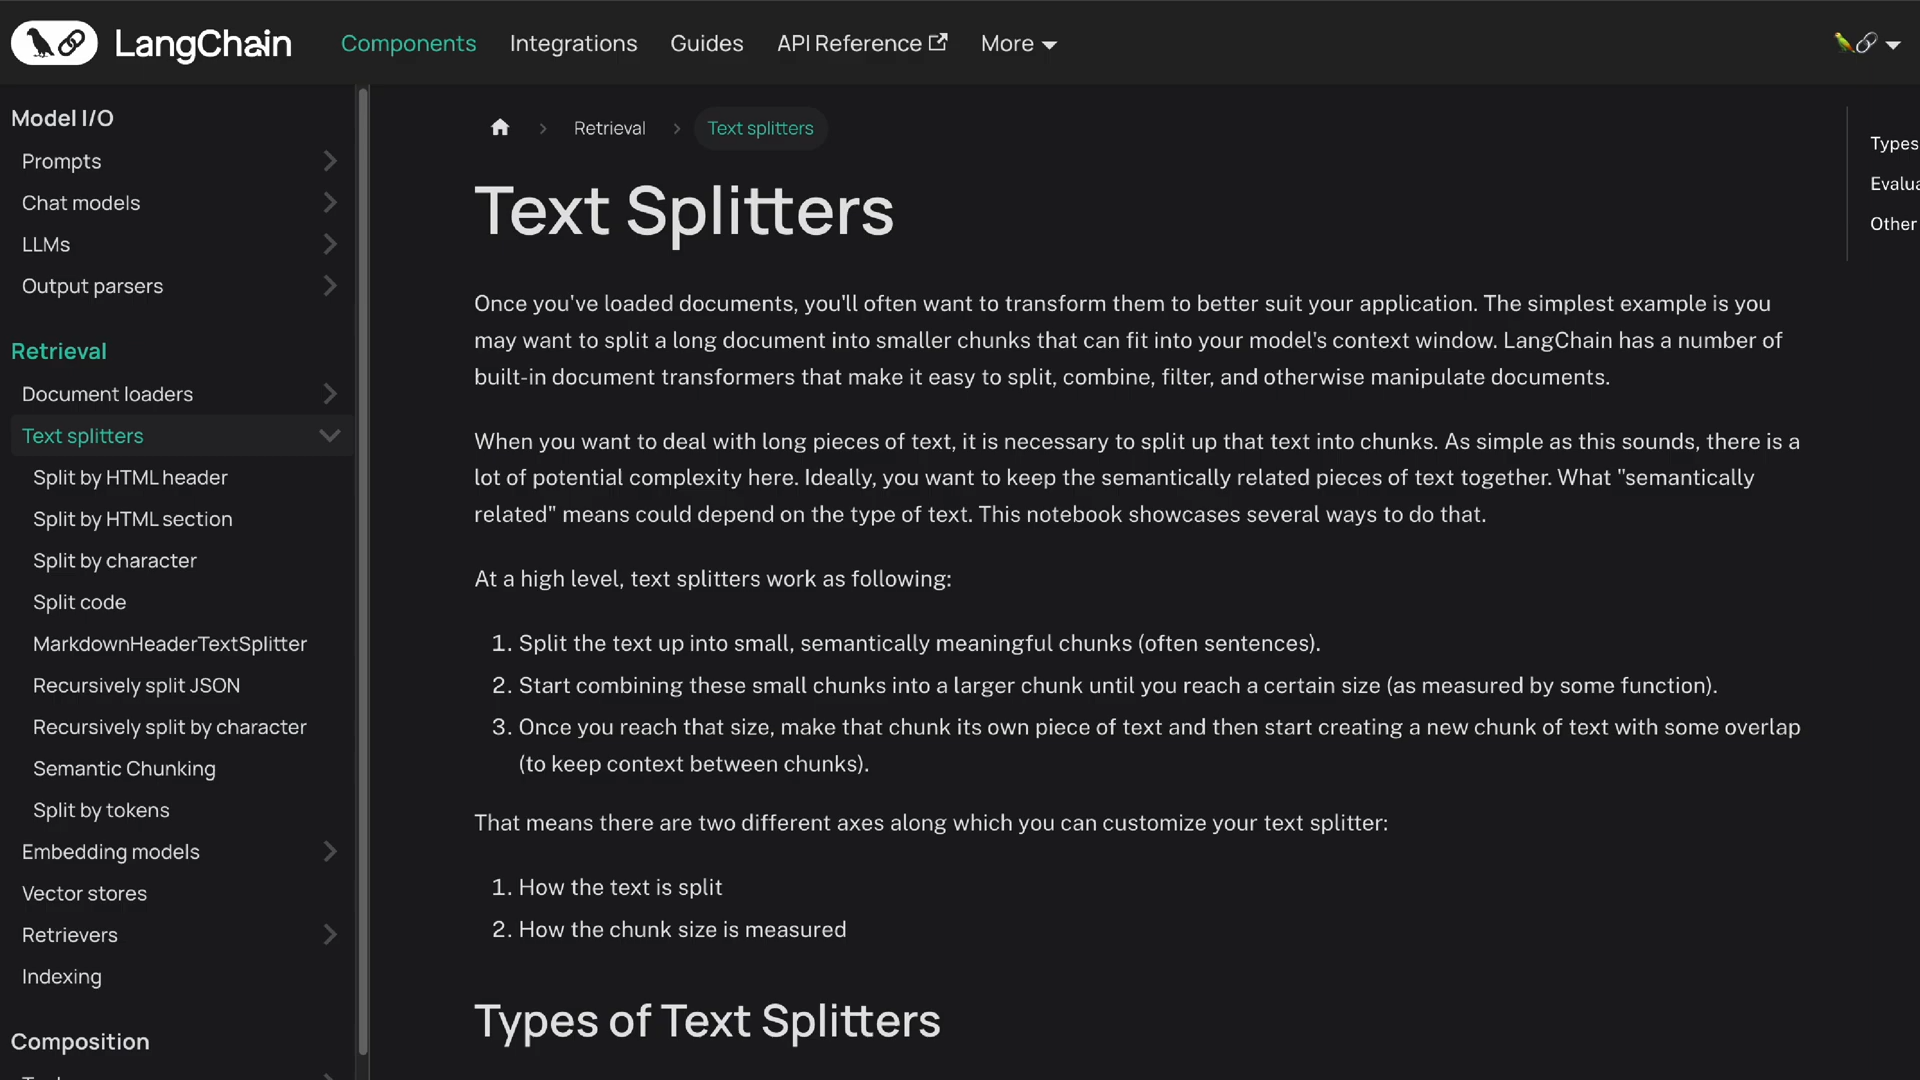 LangChain
Components
Integrations
Guides
API Reference
More
Model I/O
Prompts
Chat models
LLMs
Output parsers
Retrieval
Document loaders
Text splitters
Split by HTML header
Split by HTML section
Split by character
Split code
MarkdownHeaderTextSplitter
Recursively split JSON
Recursively split by character
Semantic Chunking
Split by tokens
Embedding models
Vector stores
Retrievers
Indexing
Composition
Retrieval
Text splitters
Text Splitters
Once you've loaded documents, you'll often want to transform them to better suit your application. The simplest example is you
may want to split a long document into smaller chunks that can fit into your model's context window. LangChain has a number of
built-in document transformers that make it easy to split, combine, filter, and otherwise manipulate documents.
When you want to deal with long pieces of text, it is necessary to split up that text into chunks. As simple as this sounds, there is a
lot of potential complexity here. Ideally, you want to keep the semantically related pieces of text together. What "semantically
related" means could depend on the type of text. This notebook showcases several ways to do that.
At a high level, text splitters work as following:
1. Split the text up into small, semantically meaningful chunks (often sentences).
2. Start combining these small chunks into a larger chunk until you reach a certain size (as measured by some function).
3. Once you reach that size, make that chunk its own piece of text and then start creating a new chunk of text with some overlap
(to keep context between chunks).
That means there are two different axes along which you can customize your text splitter:
1. How the text is split
2. How the chunk size is measured
Types of Text Splitters
Types
Evalua
Other